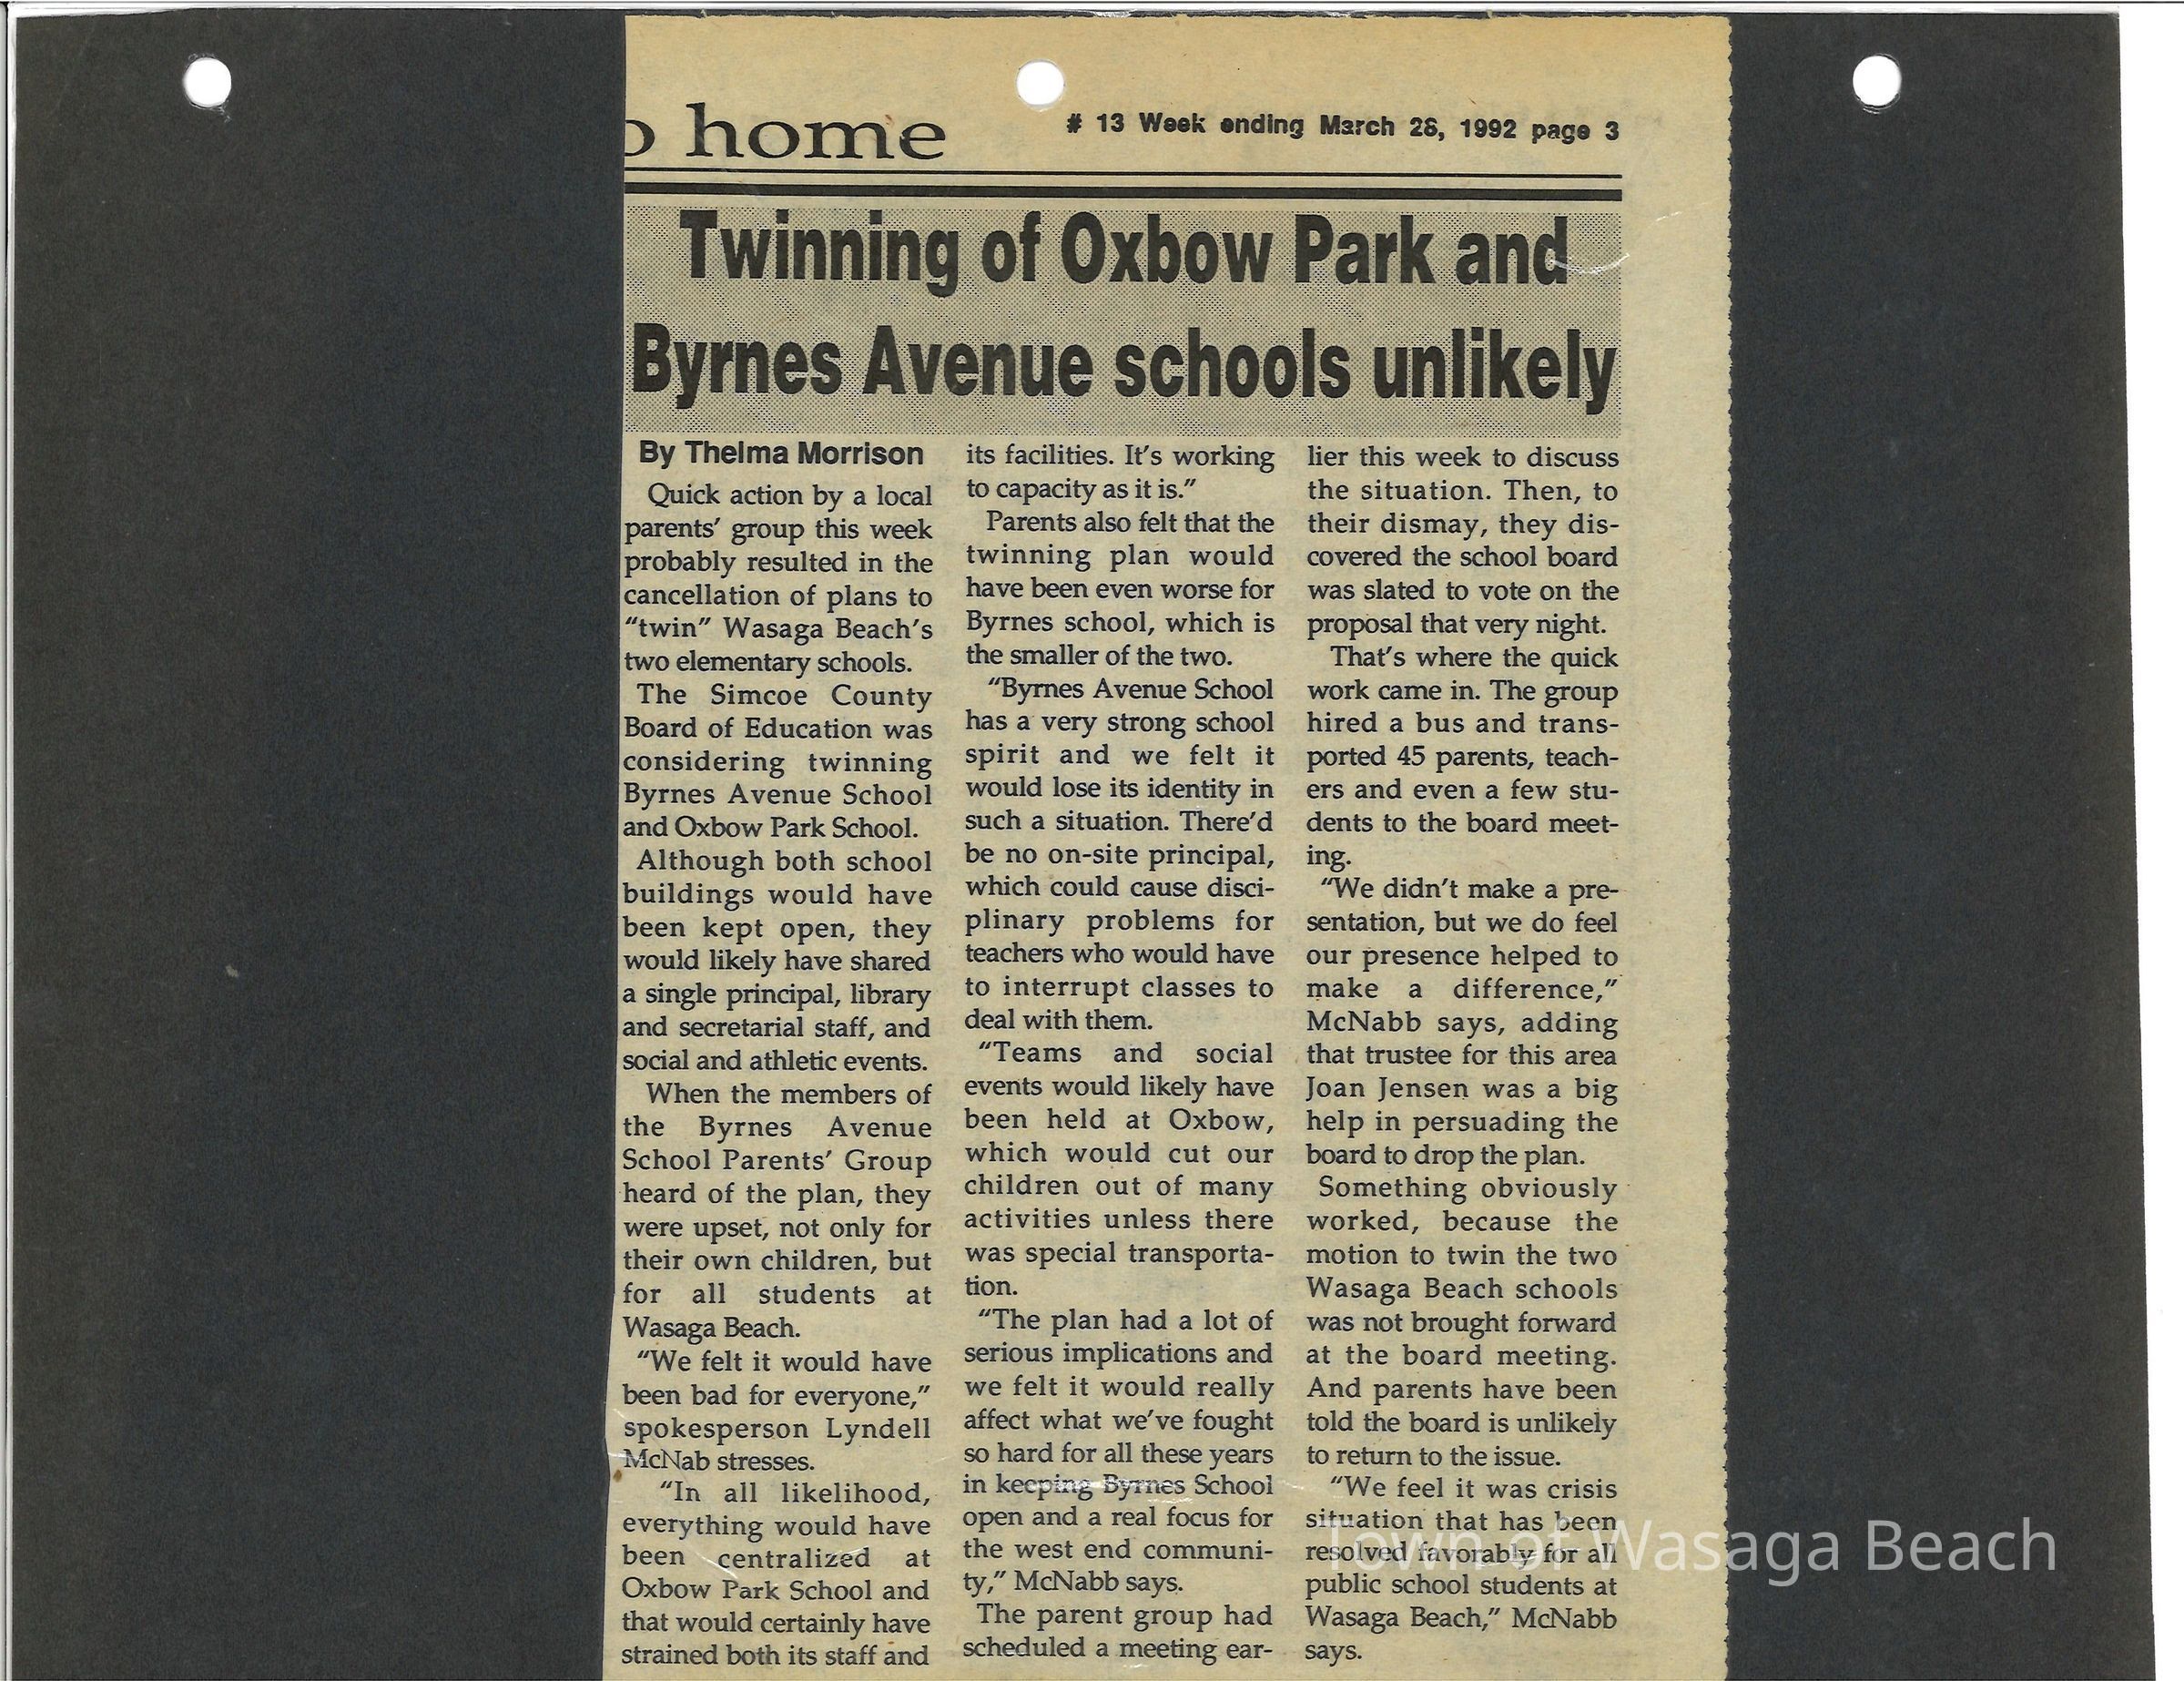 o home
# 13 Week ending March 28, 1992 page 3
Twinning of Oxbow Park and
Byrnes Avenue schools unlikely
By Thelma Morrison
Quick action by a local
parents' group this week
probably resulted in the
cancellation of plans to
"twin" Wasaga Beach's
two elementary schools.
The Simcoe County
Board of Education was
considering twinning
Byrnes Avenue School
and Oxbow Park School.
Although both school
buildings would have
been kept open, they
would likely have shared
a single principal, library
and secretarial staff, and
social and athletic events.
When the members of
the Byrnes Avenue
School Parents' Group
heard of the plan, they
were upset, not only for
their own children, but
for all students at
Wasaga Beach.
"We felt it would have
been bad for everyone,"
spokesperson Lyndell
McNab stresses.
"In all likelihood,
everything would have
been centralized at
Oxbow Park School and
that would certainly have
strained both its staff and
its facilities. It's working
to capacity as it is."
Parents also felt that the
twinning plan would
have been even worse for
Byrnes school, which is
the smaller of the two.
"Byrnes Avenue School
has a very strong school
spirit and we felt it
would lose its identity in
such a situation. There'd
be no on-site principal,
which could cause disci-
plinary problems for
teachers who would have
to interrupt classes to
deal with them.
"Teams and social
events would likely have
been held at Oxbow,
which would cut our
children out of many
activities unless there
was special transporta-
tion.
"The plan had a lot of
serious implications and
we felt it would really
affect what we've fought
so hard for all these years
in keeping Byrnes School
open and a real focus for
the west end communi-
ty," McNabb says.
The parent group had
scheduled a meeting ear-
lier this week to discuss
the situation. Then, to
their dismay, they dis-
covered the school board
was slated to vote on the
proposal that very night.
That's where the quick
work came in. The group
hired a bus and trans-
ported 45 parents, teach-
ers and even a few stu-
dents to the board meet-
ing.
"We didn't make a pre-
sentation, but we do feel
our presence helped to
make a difference,"
McNabb says, adding
that trustee for this area
Joan Jensen was a big
help in persuading the
board to drop the plan.
Something obviously
worked, because the
motion to twin the two
Wasaga Beach schools
was not brought forward
at the board meeting.
And parents have been
told the board is unlikely
to return to the issue.
"We feel it was crisis
situation that has been
resolved favorably for all
public school students at
Wasaga Beach," McNabb
says.
Town of Wasaga Beach